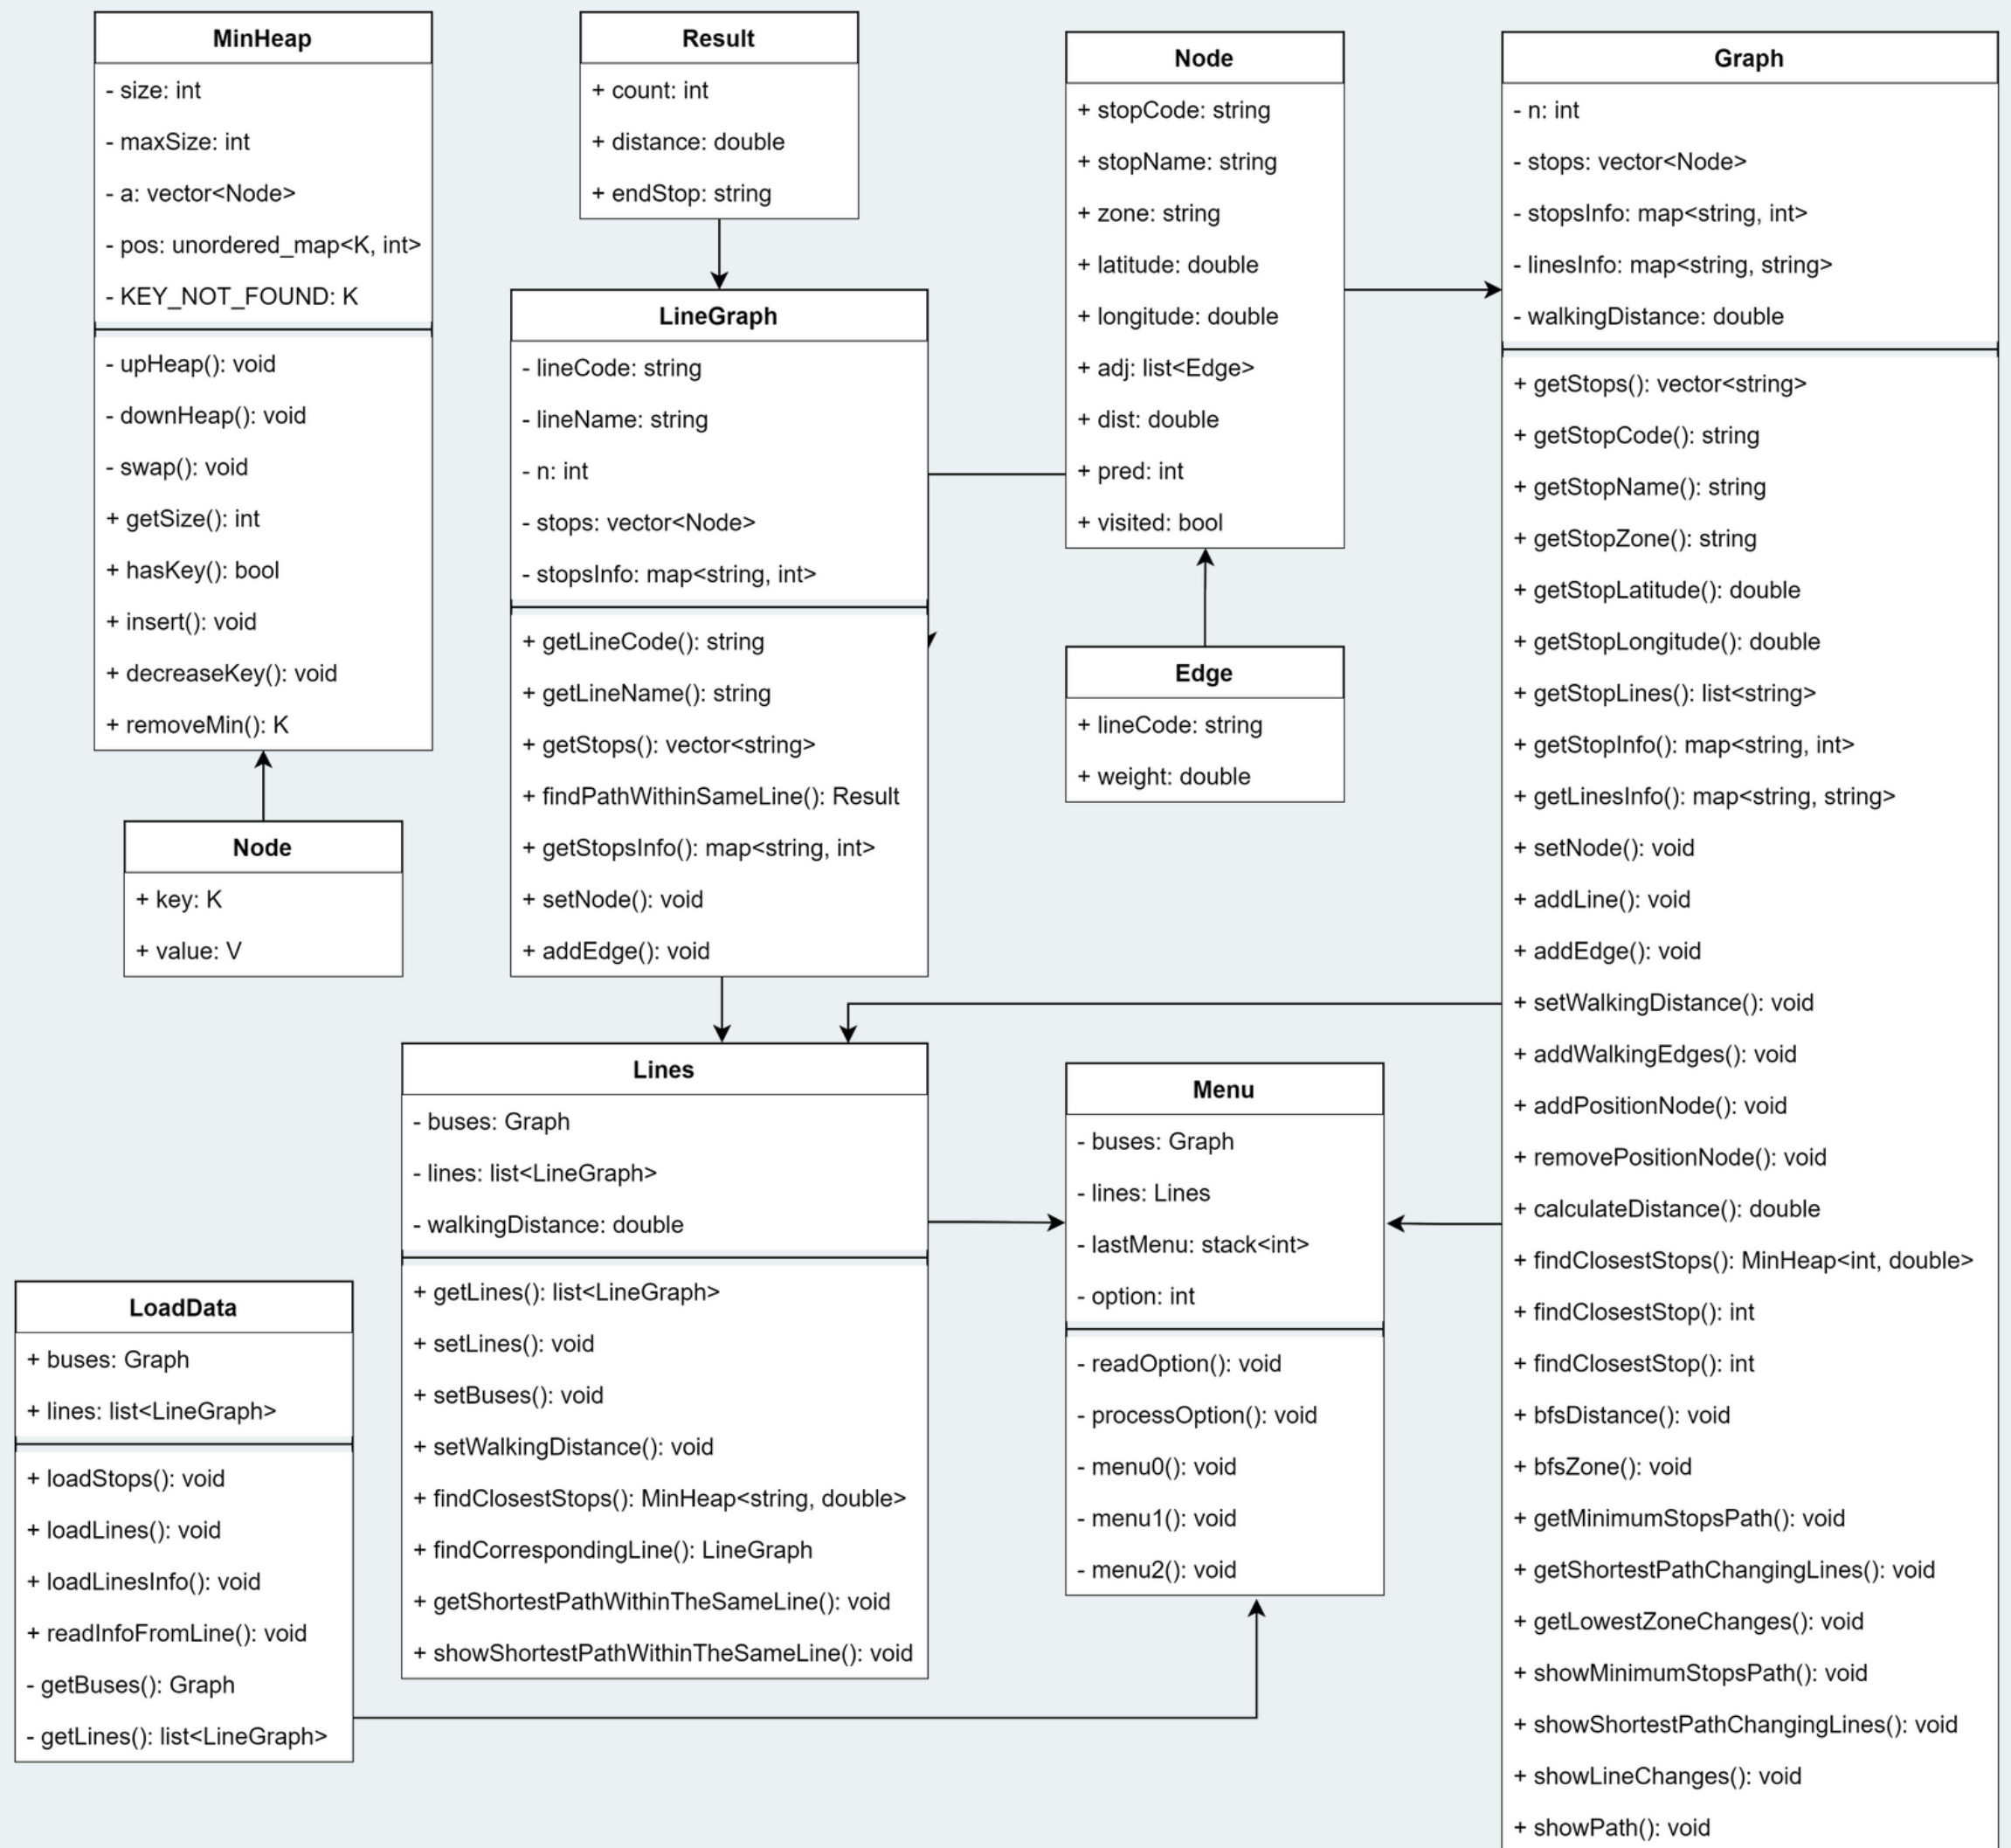 MinHeap
- size: int
- maxSize: int
- a: vector<Node>
- pos: unordered_map<K, int>
- KEY_NOT_FOUND: K
- upHeap(): void
- downHeap(): void
- swap(): void
+ getSize(): int
+ hasKey(): bool
+ insert(): void
+ decreaseKey(): void
+ removeMin(): K
Node
+ key: K
+ value: V
Result
+ count: int
+ distance: double
+ endStop: string
LineGraph
- lineCode: string
- lineName: string
- n: int
- stops: vector<Node>
- stopsInfo: map<string, int>
+ getLineCode(): string
+ getLineName(): string
+ getStops(): vector<string>
+ findPathWithinSameLine(): Result
+ getStopsInfo(): map<string, int>
+ setNode(): void
+ addEdge(): void
Node
+ stopCode: string
+ stopName: string
+ zone: string
+ latitude: double
+ longitude: double
+ adj: list<Edge>
+ dist: double
+ pred: int
+ visited: bool
Edge
+ lineCode: string
+ weight: double
Graph
- n: int
- stops: vector<Node>
- stopsInfo: map<string, int>
- linesInfo: map<string, string>
- walkingDistance: double
+ getStops(): vector<string>
+ getStopCode(): string
+ getStopName(): string
+ getStopZone(): string
+ getStopLatitude(): double
+ getStopLongitude(): double
+ getStopLines(): list<string>
+ getStopInfo(): map<string, int>
+ getLinesInfo(): map<string, string>
+ setNode(): void
+ addLine(): void
+ addEdge(): void
+ setWalkingDistance(): void
+ addWalkingEdges(): void
+ addPositionNode(): void
+ removePositionNode(): void
+ calculateDistance(): double
+ findClosestStops(): MinHeap<int, double>
+ findClosestStop(): int
+ findClosestStop(): int
+ bfsDistance(): void
+ bfsZone(): void
+ getMinimumStopsPath(): void
+ getShortestPathChangingLines(): void
+ getLowestZoneChanges(): void
+ showMinimumStopsPath(): void
+ showShortestPathChangingLines(): void
+ showLineChanges(): void
+ showPath(): void
Lines
- buses: Graph
- lines: list<LineGraph>
- walkingDistance: double
+ getLines(): list<LineGraph>
+ setLines(): void
+ setBuses(): void
+ setWalkingDistance(): void
+ findClosestStops(): MinHeap<string, double>
+ findCorrespondingLine(): LineGraph
+ getShortestPathWithinTheSameLine(): void
+ showShortestPathWithinTheSameLine(): void
Menu
- buses: Graph
- lines: Lines
- lastMenu: stack<int>
- option: int
- readOption(): void
- processOption(): void
- menu0(): void
- menu1(): void
- menu2(): void
LoadData
+ buses: Graph
+ lines: list<LineGraph>
+ loadStops(): void
+ loadLines(): void
+ loadLinesInfo(): void
+ readInfoFromLine(): void
- getBuses(): Graph
- getLines(): list<LineGraph>